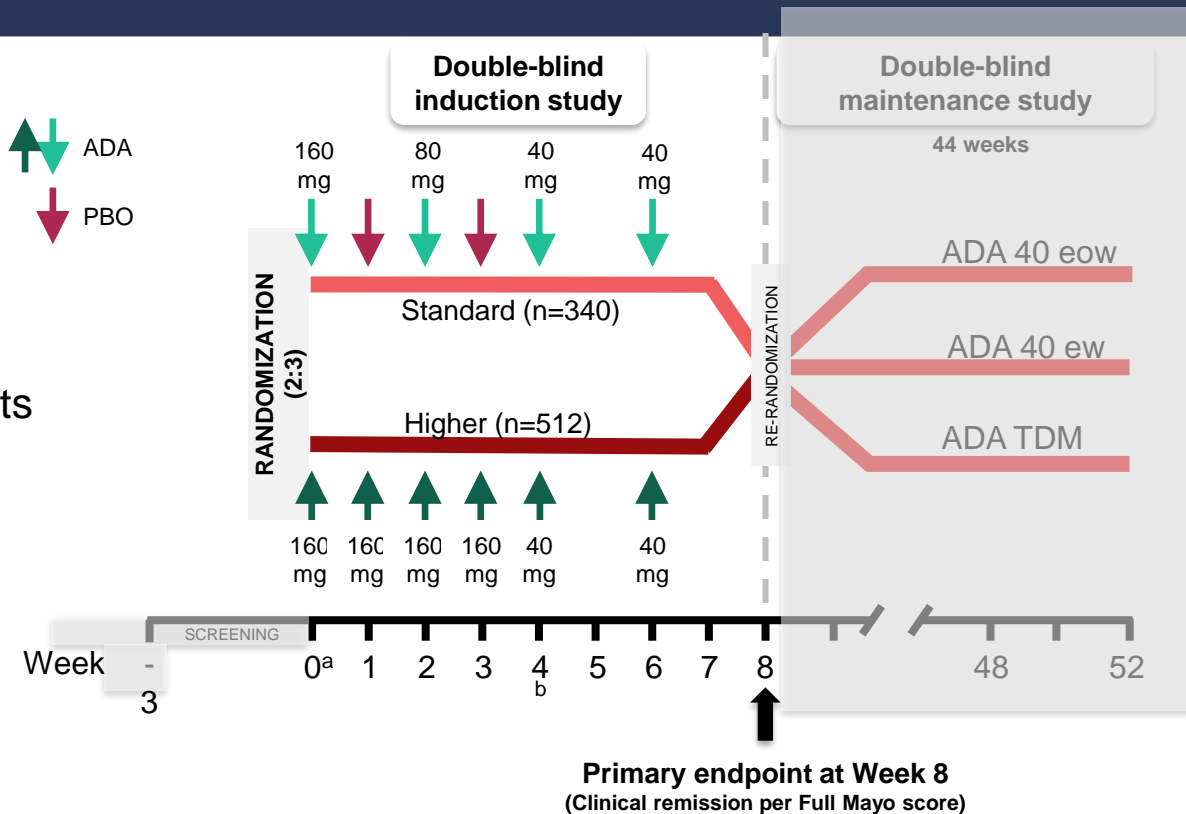 Double-blind
induction study
Double-blind
maintenance study
44 weeks
ADA
PBO
160
mg
80
mg
40
mg
40
mg
RANDOMIZATION
(2:3)
Standard (n=340)
Higher (n=512)
RE-RANDOMIZATION
ADA 40 eow
ADA 40 ew
ADA TDM
ts
160
mg
160
mg
160
mg
160
mg
40
mg
40
mg
SCREENING
Week -3 0a 1 2 3 4 5 6 7 8 48 52
b
Primary endpoint at Week 8
(Clinical remission per Full Mayo score)